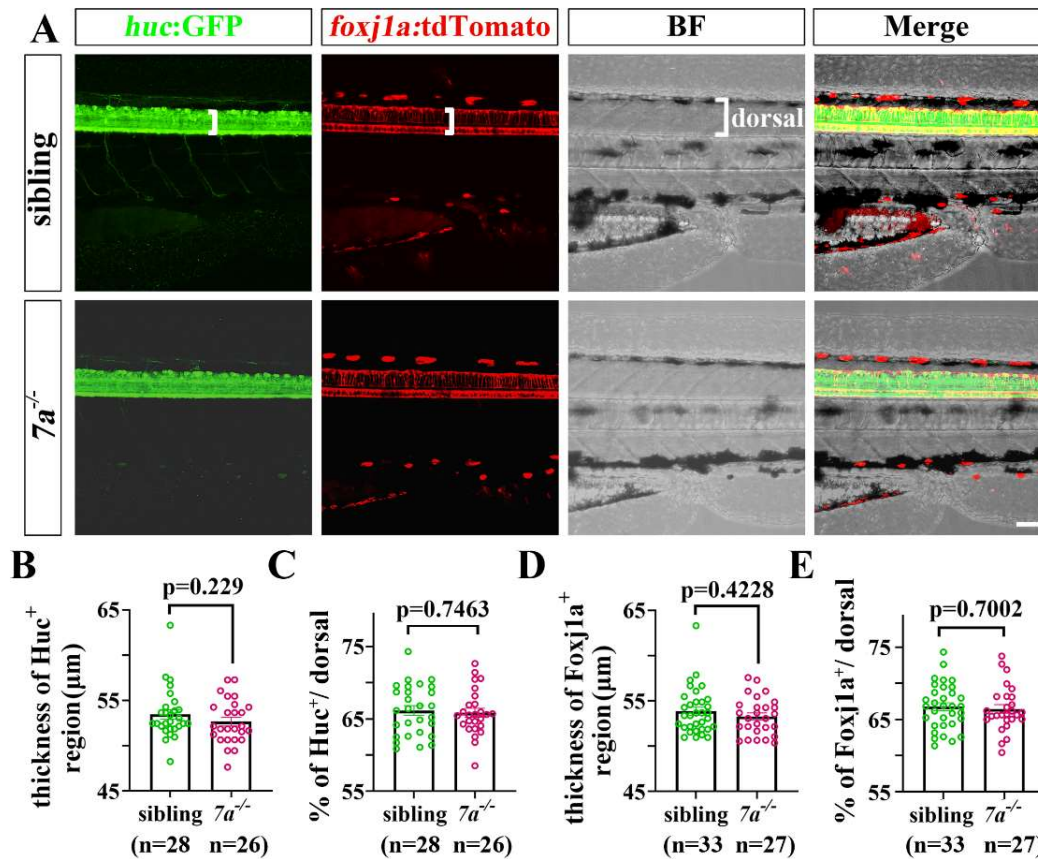 A
huc:GFP
foxj1a:tdTomato
BF
Merge
sibling
dorsal
7a-/-
B
p=0.229
65
55
45
thickness of Huc+
region(μm)
sibling 7a-/-
(n=28 n=26)
C
p=0.7463
75
65
55
% of Huc+/ dorsal
sibling 7a-/-
(n=28 n=26)
D
p=0.4228
65
55
45
thickness of Foxj1a+
region(μm)
sibling 7a-/-
(n=33 n=27)
E
p=0.7002
75
65
55
% of Foxj1a+/ dorsal
sibling 7a-/-
(n=33 n=27)